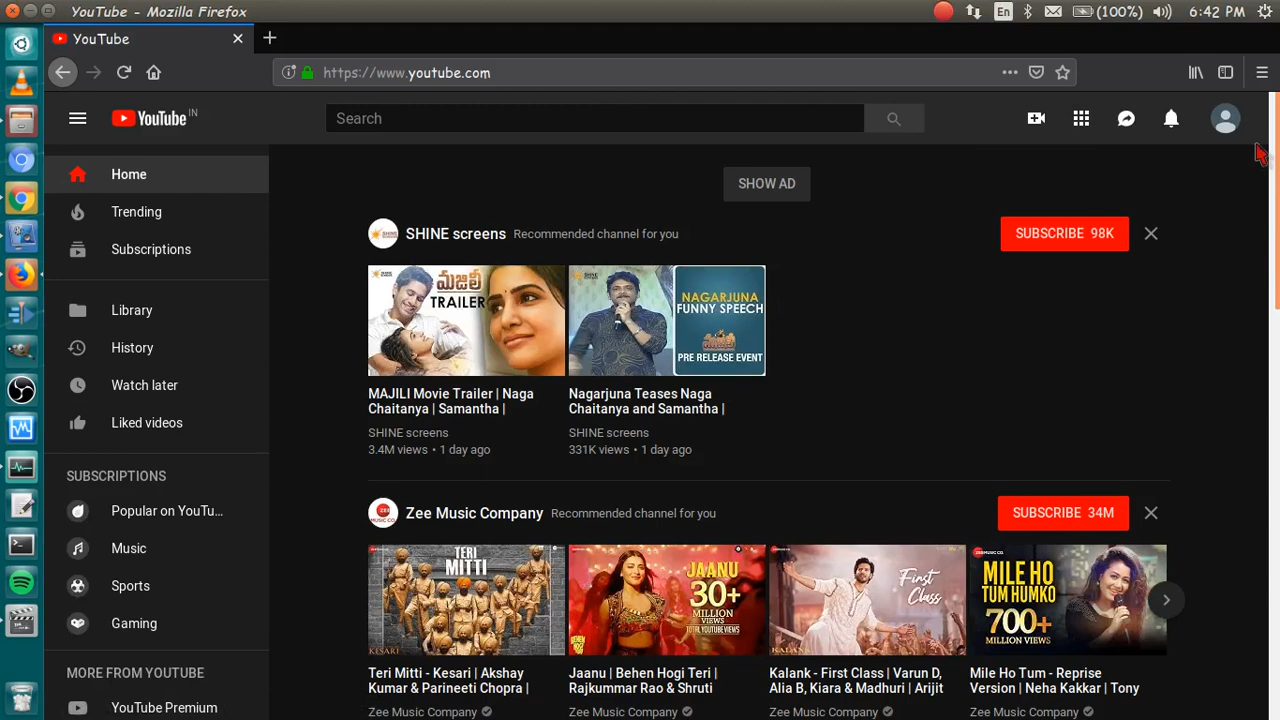 YouTube - Mozilla Firefox
En
(100%)
6:42 PM
YouTube
https://www.youtube.com
YouTube IN
Search
Home
Trending
Subscriptions
Library
History
Watch later
Liked videos
SUBSCRIPTIONS
Popular on YouTu...
Music
Sports
Gaming
MORE FROM YOUTUBE
YouTube Premium
SHOW AD
SHINE screens Recommended channel for you
SUBSCRIBE 98K
మజిలీ
TRAILER
NAGARJUNA
FUNNY SPEECH
మజిలీ
PRE RELEASE EVENT
MAJILI Movie Trailer | Naga
Chaitanya | Samantha |
SHINE screens
3.4M views • 1 day ago
Nagarjuna Teases Naga
Chaitanya and Samantha |
SHINE screens
331K views • 1 day ago
Zee Music Company Recommended channel for you
SUBSCRIBE 34M
TERI
MITTI
KESARI
JAANU
30+
MILLION
VIEWS
TOTAL YOUTUBE VIEWS
First
Class
KALANK
MILE HO
TUM HUMKO
700+
MILLION VIEWS
Teri Mitti - Kesari | Akshay
Kumar & Parineeti Chopra |
Zee Music Company
Jaanu | Behen Hogi Teri |
Rajkummar Rao & Shruti
Zee Music Company
Kalank - First Class | Varun D,
Alia B, Kiara & Madhuri | Arijit
Zee Music Company
Mile Ho Tum - Reprise
Version | Neha Kakkar | Tony
Zee Music Company